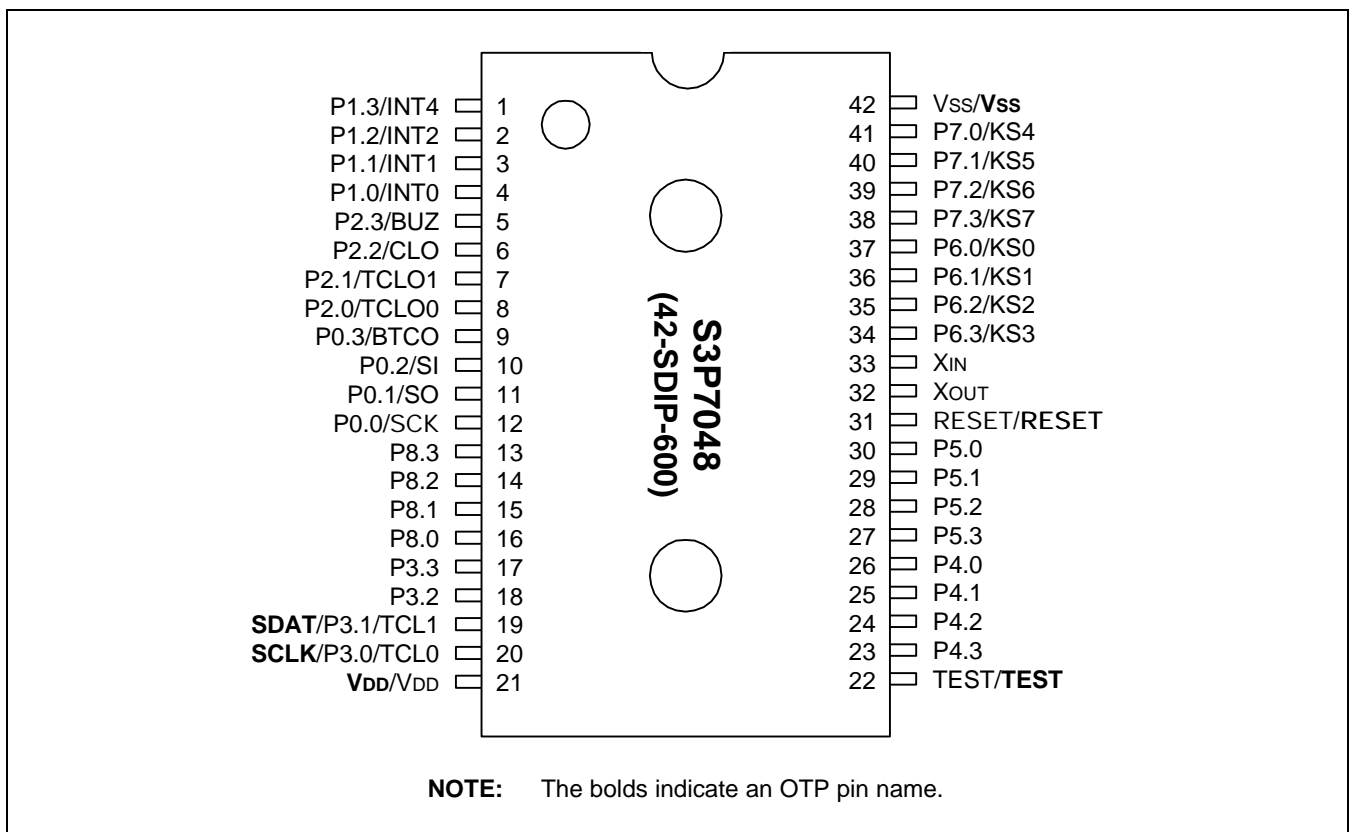 P1.3/INT4 1
P1.2/INT2 2
P1.1/INT1 3
P1.0/INT0 4
P2.3/BUZ 5
P2.2/CLO 6
P2.1/TCLO1 7
P2.0/TCLO0 8
P0.3/BTCO 9
P0.2/SI 10
P0.1/SO 11
P0.0/SCK 12
P8.3 13
P8.2 14
P8.1 15
P8.0 16
P3.3 17
P3.2 18
SDAT/P3.1/TCL1 19
SCLK/P3.0/TCL0 20
VDD/VDD 21
S3P7048
(42-SDIP-600)
42 VSS/VSS
41 P7.0/KS4
40 P7.1/KS5
39 P7.2/KS6
38 P7.3/KS7
37 P6.0/KS0
36 P6.1/KS1
35 P6.2/KS2
34 P6.3/KS3
33 XIN
32 XOUT
31 RESET/RESET
30 P5.0
29 P5.1
28 P5.2
27 P5.3
26 P4.0
25 P4.1
24 P4.2
23 P4.3
22 TEST/TEST
NOTE: The bolds indicate an OTP pin name.